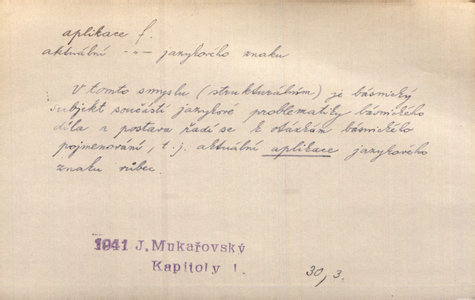 aplikace f.
aktuální -"- jazykového znaku
V tomto smyslu (strukturálním) je básnický
subjekt součástí jazykové problematiky básnického
díla a postava řadí se k otázkám básnického
pojmenování, t.j. aktuální aplikace jazykového
znaku vůbec.
1941 J. Mukařovský
Kapitoly I.
30, 3.